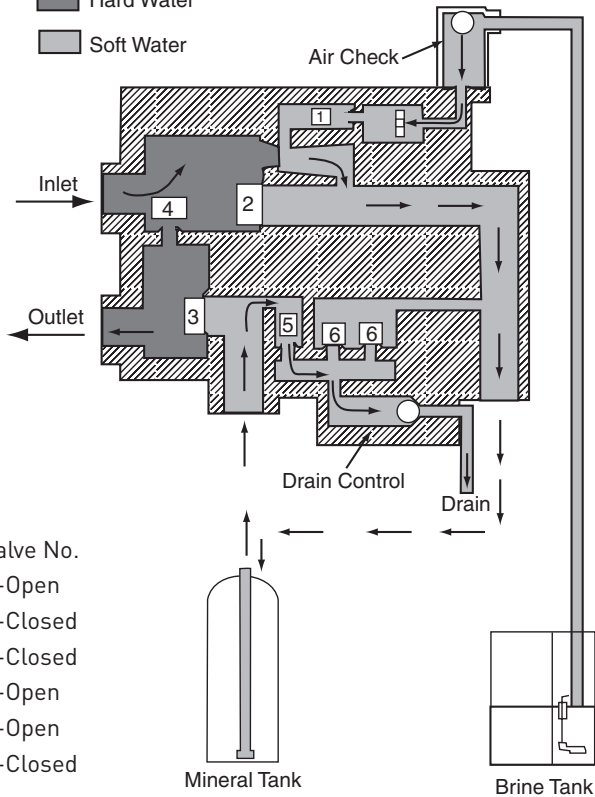 Hard Water
Soft Water
Air Check
1
Inlet
4
2
Outlet
3
5
6
6
Drain Control
Drain
alve No.
-Open
-Closed
-Closed
-Open
-Open
-Closed
Mineral Tank
Brine Tank